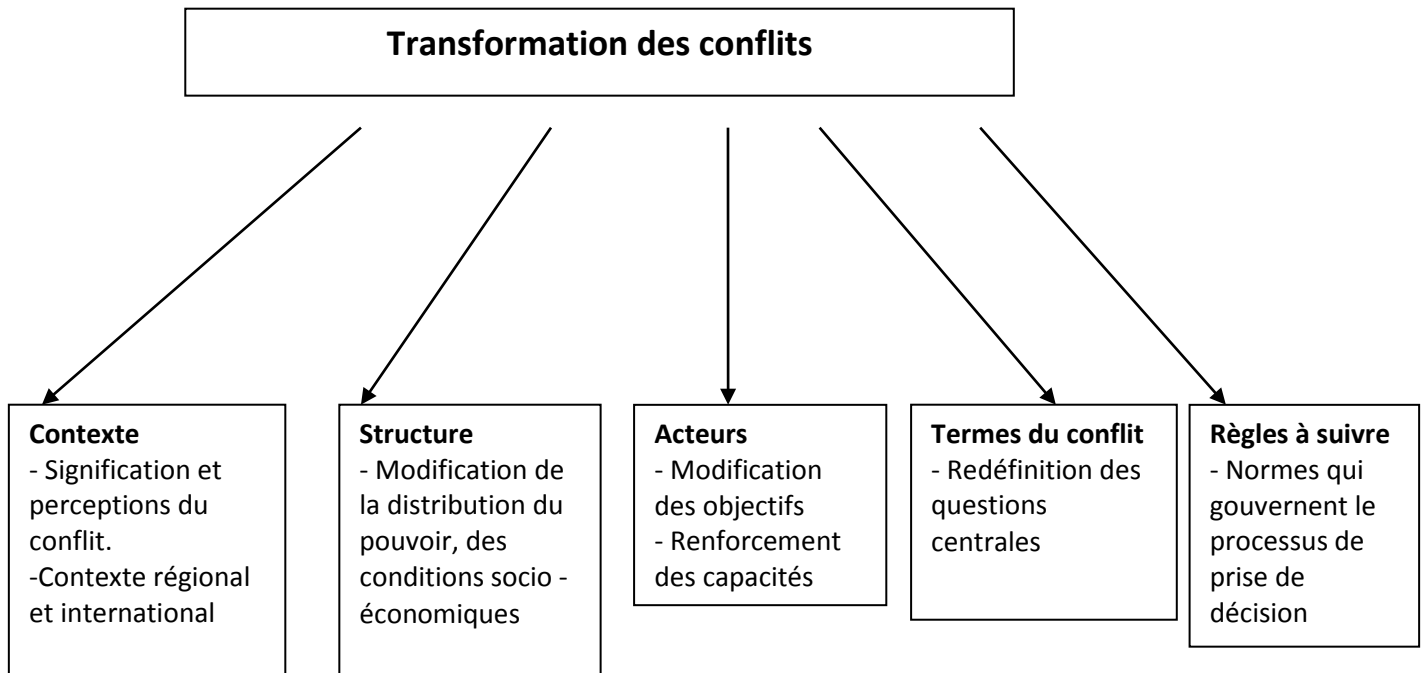 Transformation des conflits
Contexte
- Signification et
perceptions du
conflit.
-Contexte régional
et international
Structure
- Modification de
la distribution du
pouvoir, des
conditions socio -
économiques
Acteurs
- Modification
des objectifs
- Renforcement
des capacités
Termes du conflit
- Redéfinition des
questions
centrales
Règles à suivre
- Normes qui
gouvernent le
processus de
prise de
décision